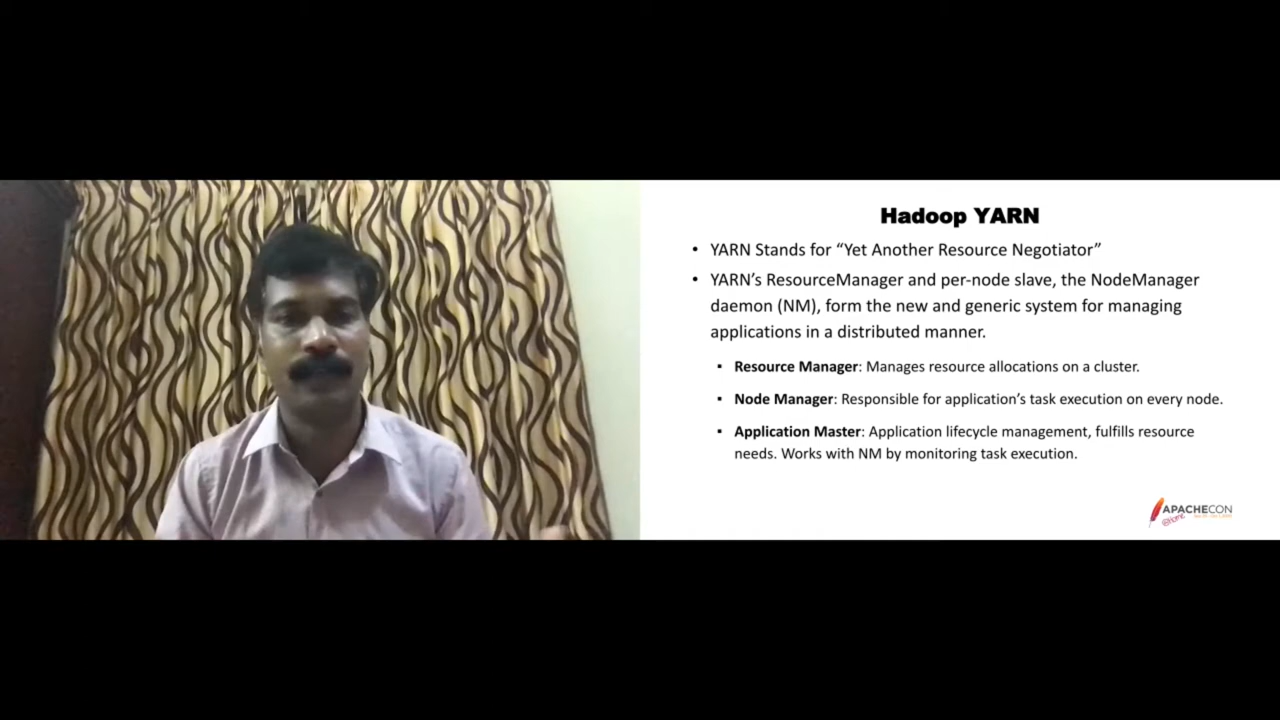 Hadoop YARN
• YARN Stands for “Yet Another Resource Negotiator”
• YARN’s ResourceManager and per-node slave, the NodeManager
daemon (NM), form the new and generic system for managing
applications in a distributed manner.
▪ Resource Manager: Manages resource allocations on a cluster.
▪ Node Manager: Responsible for application’s task execution on every node.
▪ Application Master: Application lifecycle management, fulfills resource
needs. Works with NM by monitoring task execution.
APACHECON
@Home